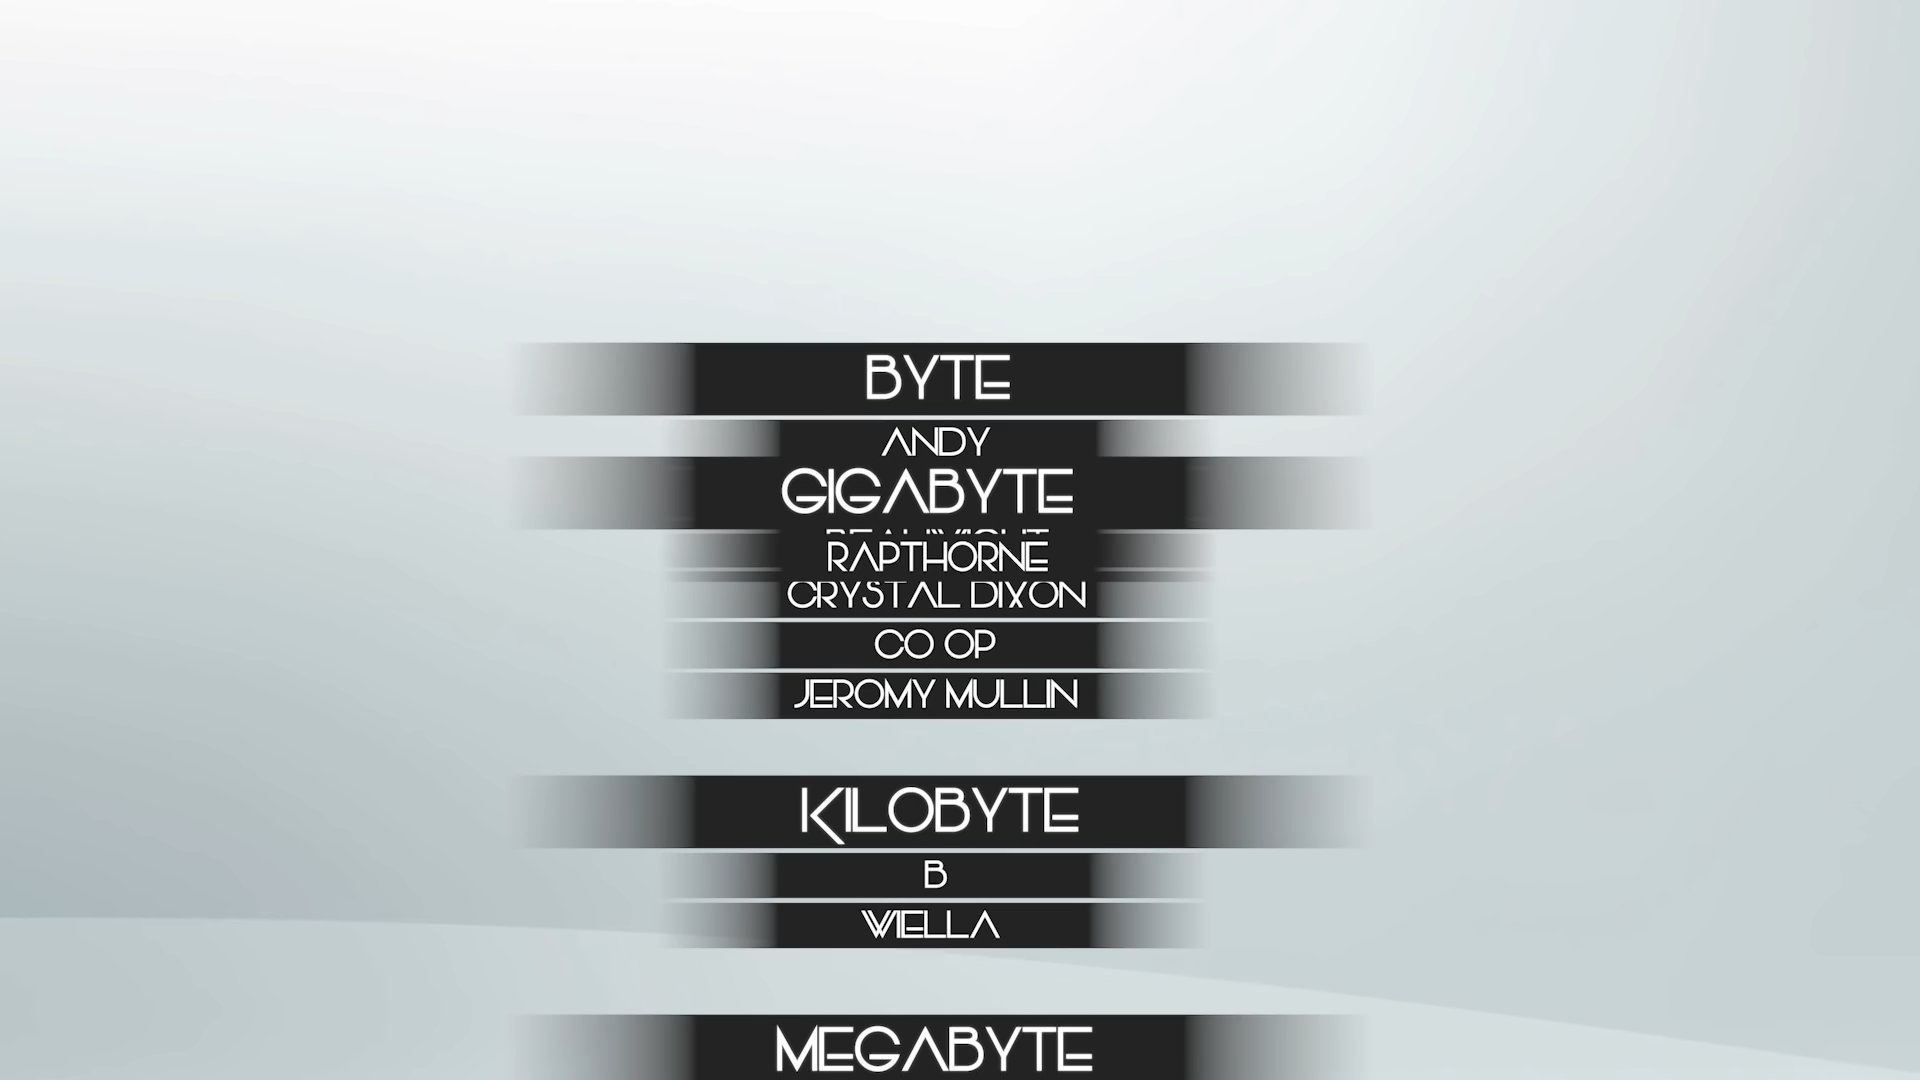 BYTE
ANDY
GIGABYTE
RAPTHORNE
CRYSTAL DIXON
CO OP
JEROMY MULLIN
KILOBYTE
B
WIELLA
MEGABYTE